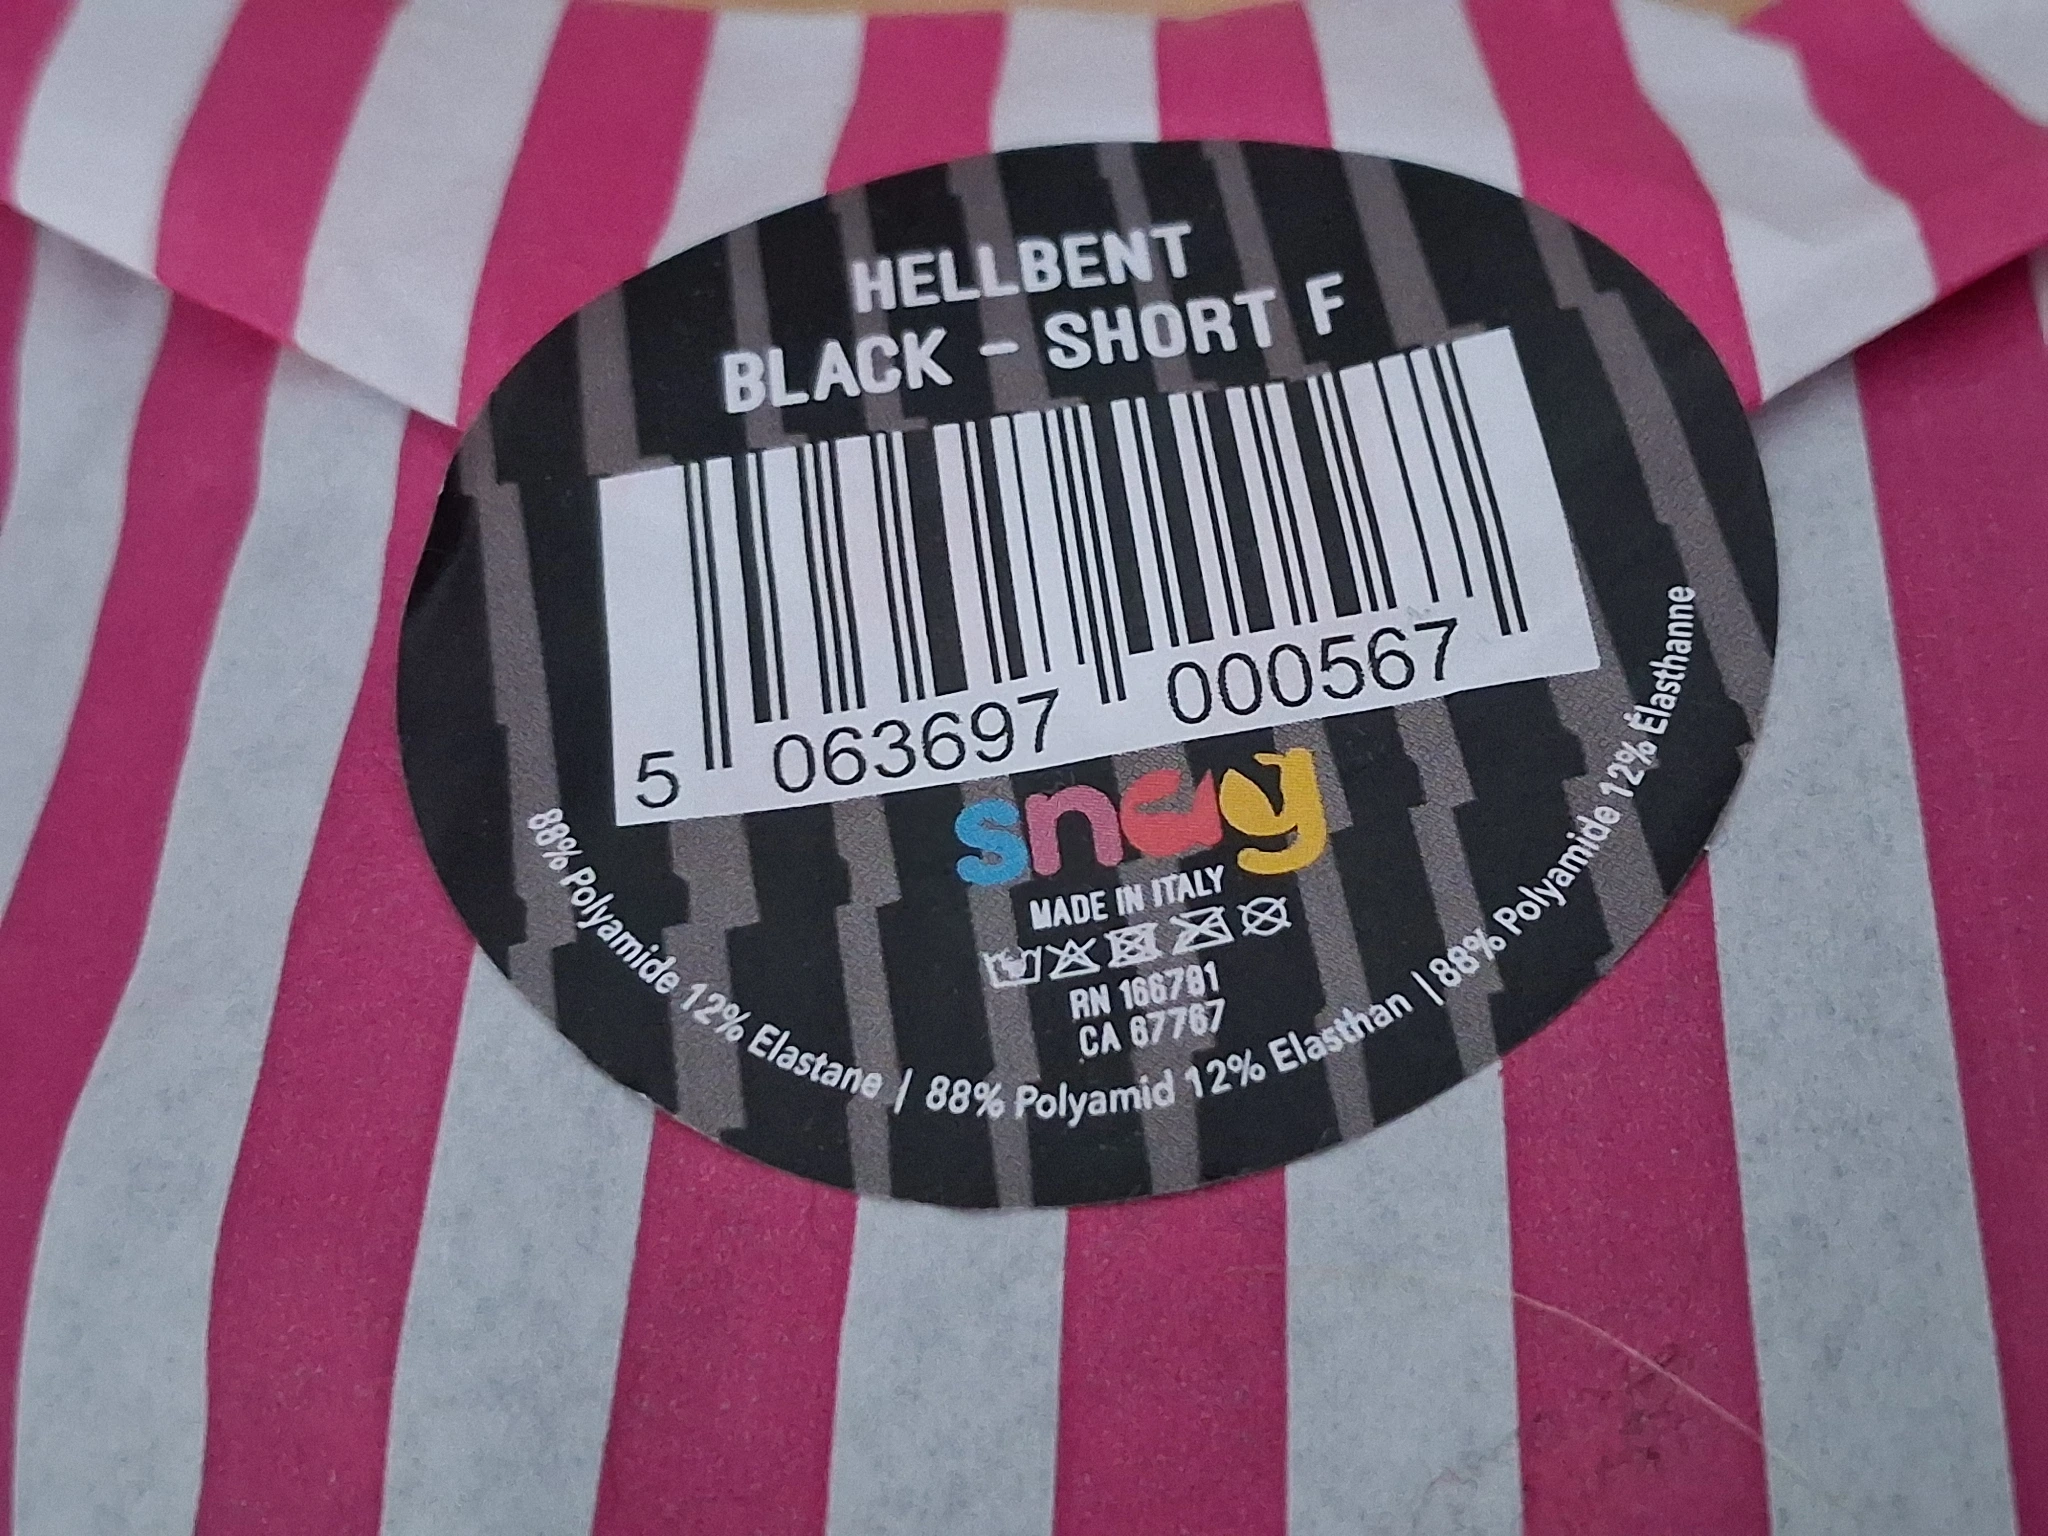 HELLBENT
BLACK - SHORT F
5 063697 000567
snay
MADE IN ITALY
RN 166781
CA 67767
88% Polyamide 12% Elastane | 88% Polyamid 12% Elasthan | 88% Polyamide 12% Élasthanne